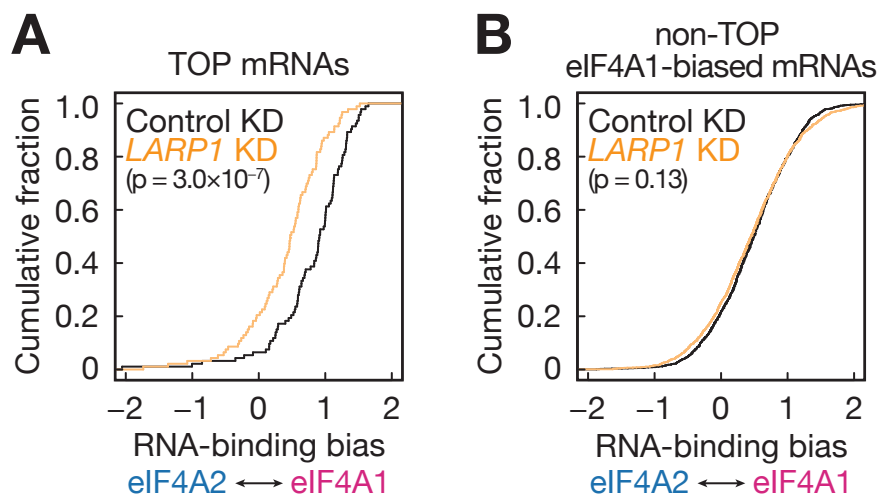 A
TOP mRNAs
Cumulative fraction
1.0
0.8
0.6
0.4
0.2
0
Control KD
LARP1 KD
(p = 3.0×10⁻⁷)
−2 −1 0 1 2
RNA-binding bias
eIF4A2 ⟷ eIF4A1
B
non-TOP
eIF4A1-biased mRNAs
Cumulative fraction
1.0
0.8
0.6
0.4
0.2
0
Control KD
LARP1 KD
(p = 0.13)
−2 −1 0 1 2
RNA-binding bias
eIF4A2 ⟷ eIF4A1